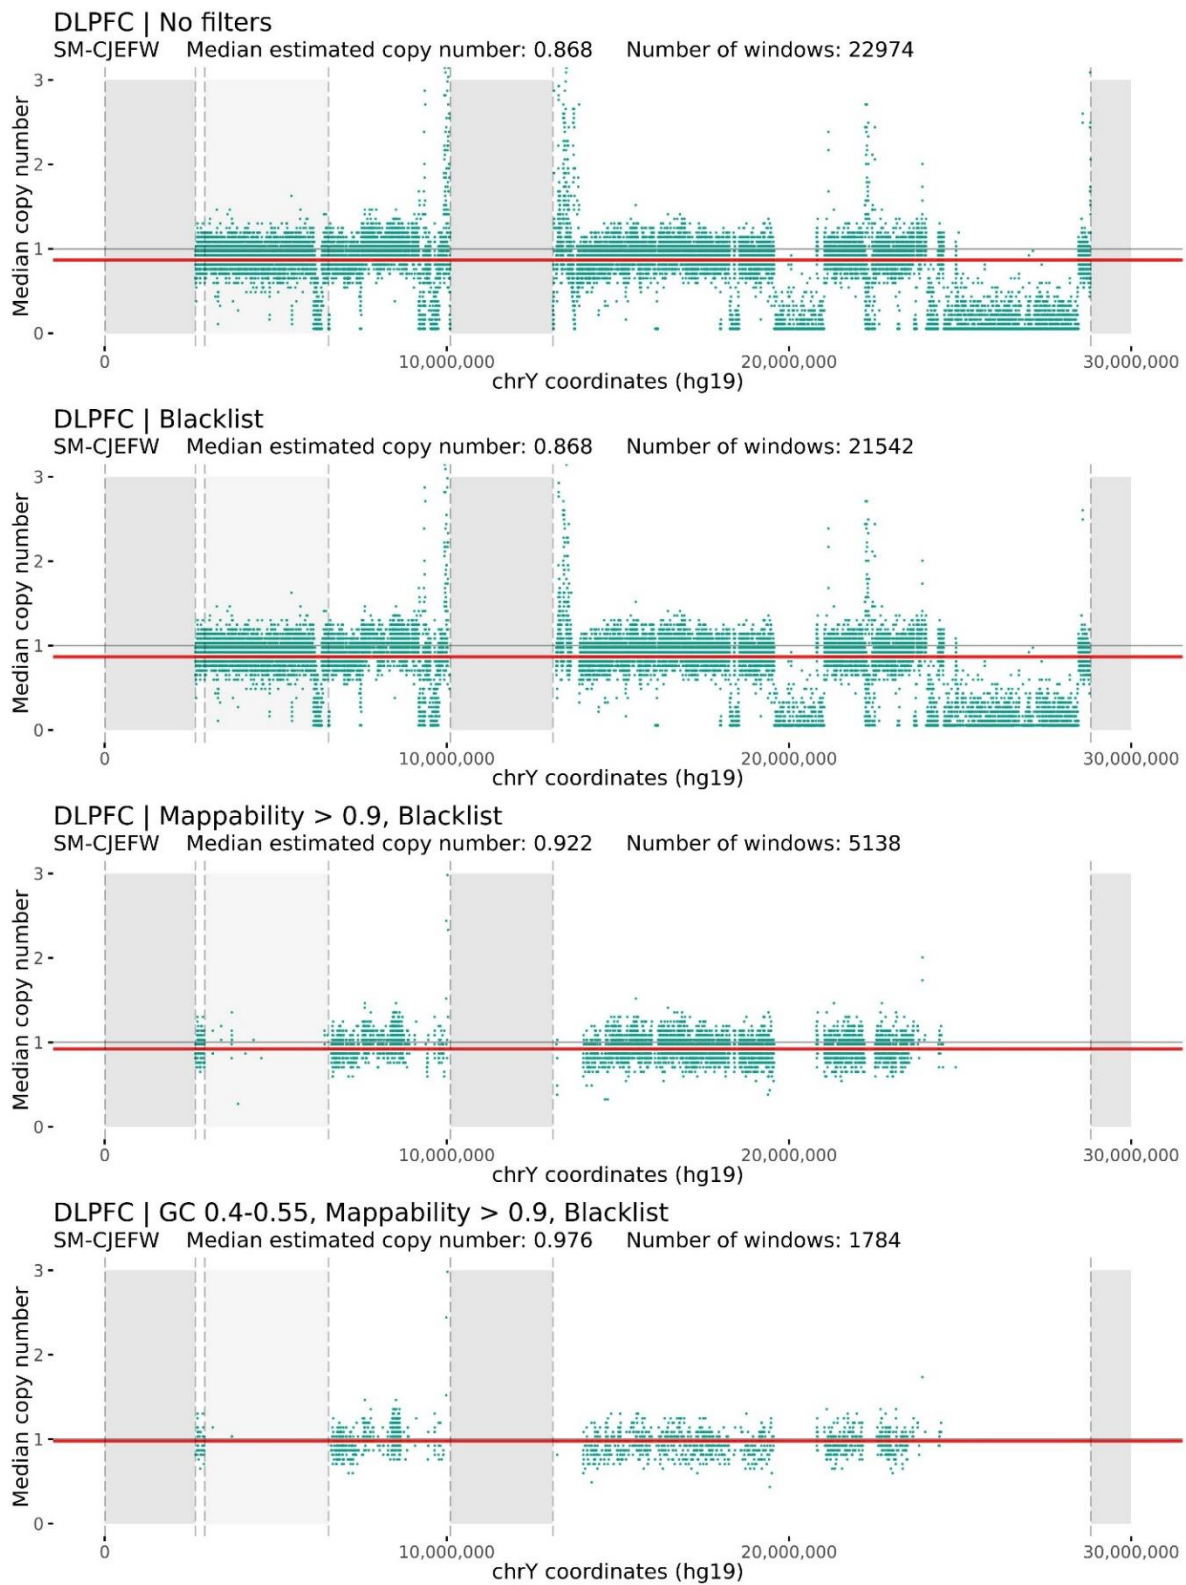 DLPFC | No filters
SM-CJEFW Median estimated copy number: 0.868 Number of windows: 22974
Median copy number
3
2
1
0
0 10,000,000 20,000,000 30,000,000
chrY coordinates (hg19)
DLPFC | Blacklist
SM-CJEFW Median estimated copy number: 0.868 Number of windows: 21542
Median copy number
3
2
1
0
0 10,000,000 20,000,000 30,000,000
chrY coordinates (hg19)
DLPFC | Mappability > 0.9, Blacklist
SM-CJEFW Median estimated copy number: 0.922 Number of windows: 5138
Median copy number
3
2
1
0
0 10,000,000 20,000,000 30,000,000
chrY coordinates (hg19)
DLPFC | GC 0.4-0.55, Mappability > 0.9, Blacklist
SM-CJEFW Median estimated copy number: 0.976 Number of windows: 1784
Median copy number
3
2
1
0
0 10,000,000 20,000,000 30,000,000
chrY coordinates (hg19)